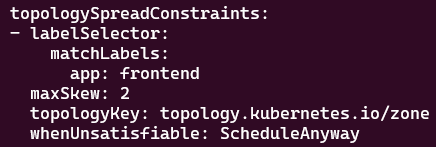 topologySpreadConstraints:
- labelSelector:
    matchLabels:
      app: frontend
  maxSkew: 2
  topologyKey: topology.kubernetes.io/zone
  whenUnsatisfiable: ScheduleAnyway